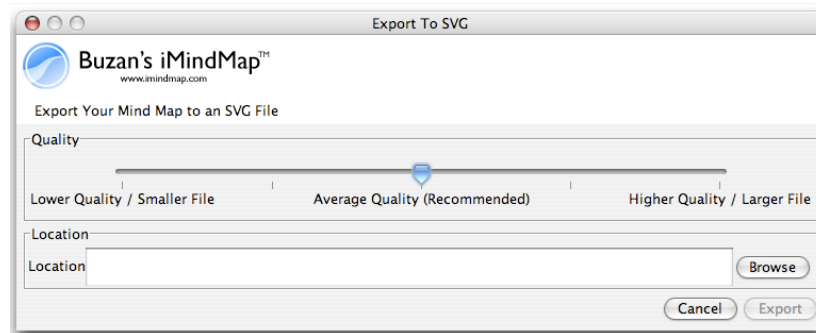 Export To SVG
Buzan's iMindMap™
www.imindmap.com
Export Your Mind Map to an SVG File
Quality
Lower Quality / Smaller File Average Quality (Recommended) Higher Quality / Larger File
Location
Location Browse
Cancel Export